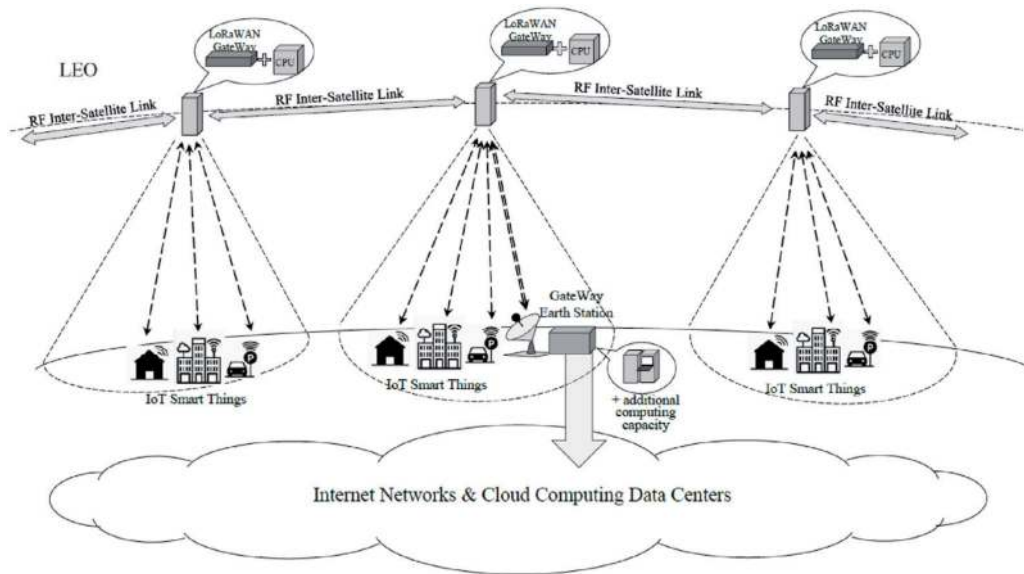 LoRaWAN
GateWay
CPU
LoRaWAN
GateWay
CPU
LoRaWAN
GateWay
CPU
LEO
RF Inter-Satellite Link
RF Inter-Satellite Link
RF Inter-Satellite Link
RF Inter-Satellite Link
GateWay
Earth Station
P
P
P
IoT Smart Things
IoT Smart Things
IoT Smart Things
+ additional
computing
capacity
Internet Networks & Cloud Computing Data Centers